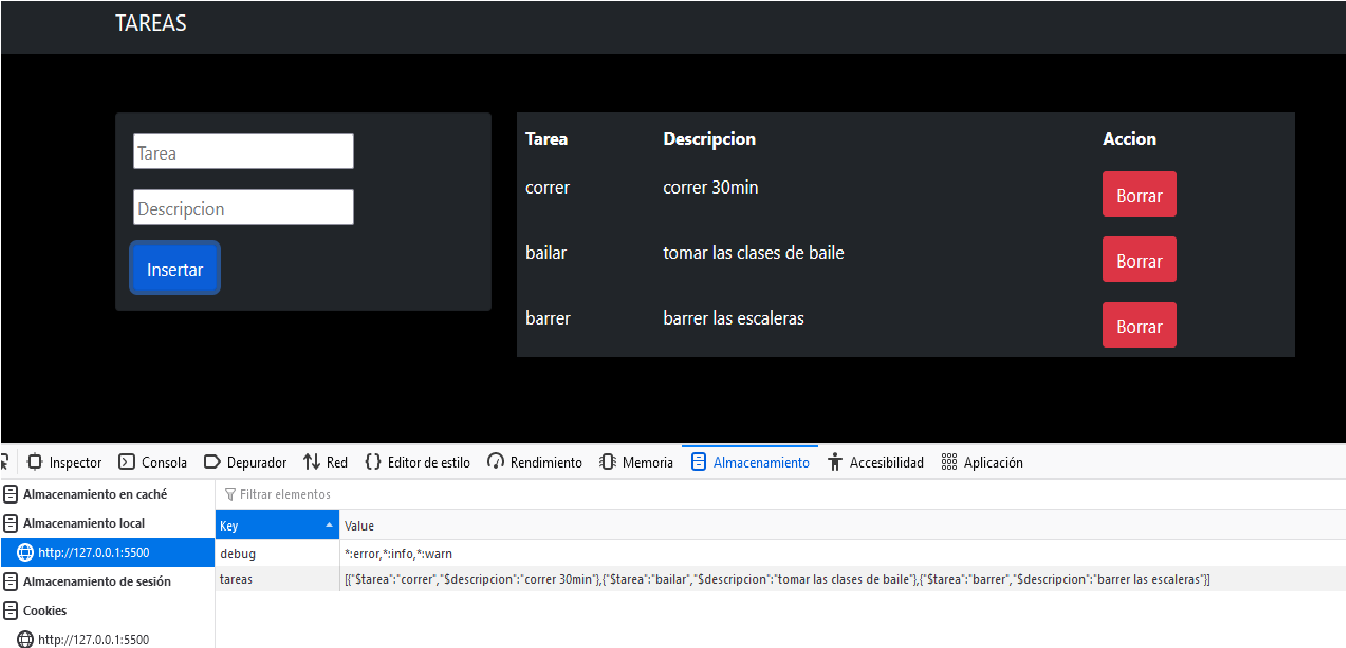 TAREAS
Tarea
Descripcion
Insertar
Tarea Descripcion Accion
correr correr 30min Borrar
bailar tomar las clases de baile Borrar
barrer barrer las escaleras Borrar
Inspector Consola Depurador Red Editor de estilo Rendimiento Memoria Almacenamiento Accesibilidad Aplicación
Almacenamiento en caché
Almacenamiento local
http://127.0.0.1:5500
Almacenamiento de sesión
Cookies
http://127.0.0.1:5500
Filtrar elementos
Key Value
debug *:error,*:info,*:warn
tareas [{"$tarea":"correr","$descripcion":"correr 30min"},{"$tarea":"bailar","$descripcion":"tomar las clases de baile"},{"$tarea":"barrer","$descripcion":"barrer las escaleras"}]